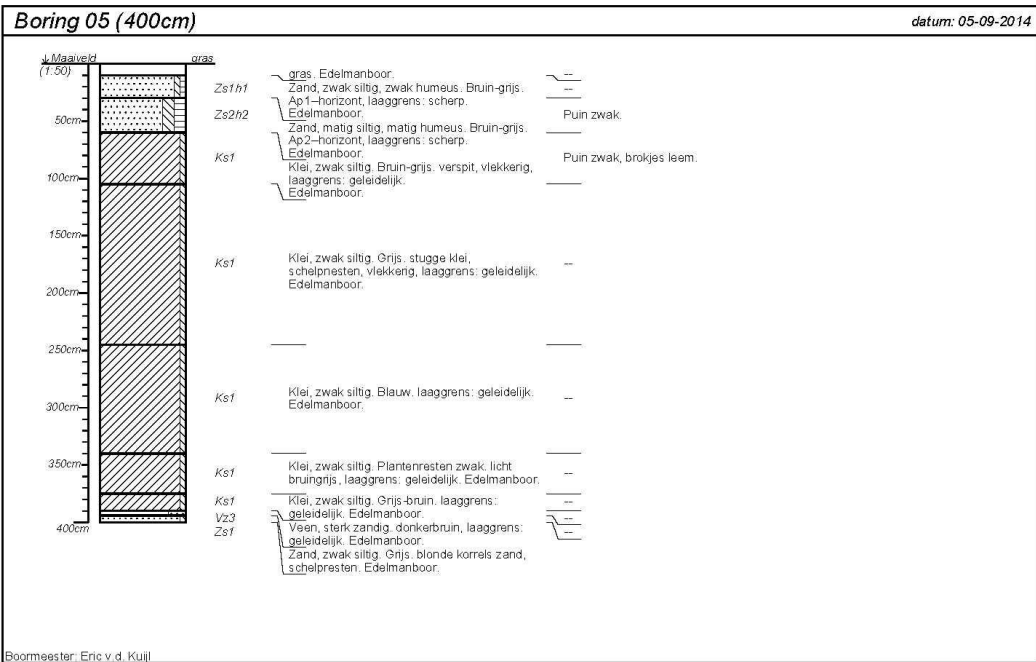 Boring 05 (400cm)
datum: 05-09-2014
↓ Maaiveld
gras
(1:50)
gras. Edelmanboor.
--
Zs1h1
Zand, zwak siltig, zwak humeus. Bruin-grijs.
Ap1–horizont, laaggrens: scherp.
Edelmanboor.
--
50cm
Zs2h2
Zand, matig siltig, matig humeus. Bruin-grijs.
Ap2–horizont, laaggrens: scherp.
Edelmanboor.
Puin zwak.
Ks1
Klei, zwak siltig. Bruin-grijs. verspit, vlekkerig,
laaggrens: geleidelijk.
Edelmanboor.
Puin zwak, brokjes leem.
100cm
150cm
Ks1
Klei, zwak siltig. Grijs. stugge klei,
schelpnesten, vlekkerig, laaggrens: geleidelijk.
Edelmanboor.
--
200cm
250cm
Ks1
Klei, zwak siltig. Blauw. laaggrens: geleidelijk.
Edelmanboor.
--
300cm
350cm
Ks1
Klei, zwak siltig. Plantenresten zwak. licht
bruingrijs, laaggrens: geleidelijk. Edelmanboor.
--
Ks1
Klei, zwak siltig. Grijs-bruin. laaggrens:
geleidelijk. Edelmanboor.
--
Vz3
Veen, sterk zandig. donkerbruin, laaggrens:
geleidelijk. Edelmanboor.
--
400cm
Zs1
Zand, zwak siltig. Grijs. blonde korrels zand,
schelpresten. Edelmanboor.
--
Boormeester: Eric v.d. Kuijl